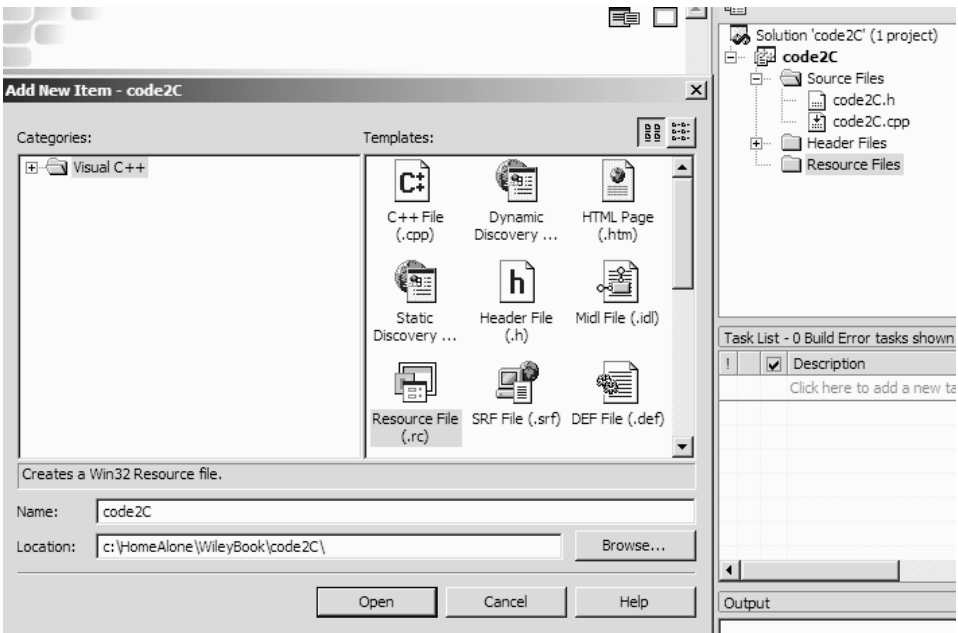 Add New Item - code2C
Categories:
Visual C++
Templates:
C++ File
(.cpp)
Dynamic
Discovery ...
HTML Page
(.htm)
Static
Discovery ...
Header File
(.h)
Midl File (.idl)
Resource File
(.rc)
SRF File (.srf)
DEF File (.def)
Creates a Win32 Resource file.
Name:
code2C
Location:
c:\HomeAlone\WileyBook\code2C\
Browse...
Open
Cancel
Help
Solution 'code2C' (1 project)
code2C
Source Files
code2C.h
code2C.cpp
Header Files
Resource Files
Task List - 0 Build Error tasks shown
! Description
Click here to add a new ta
Output